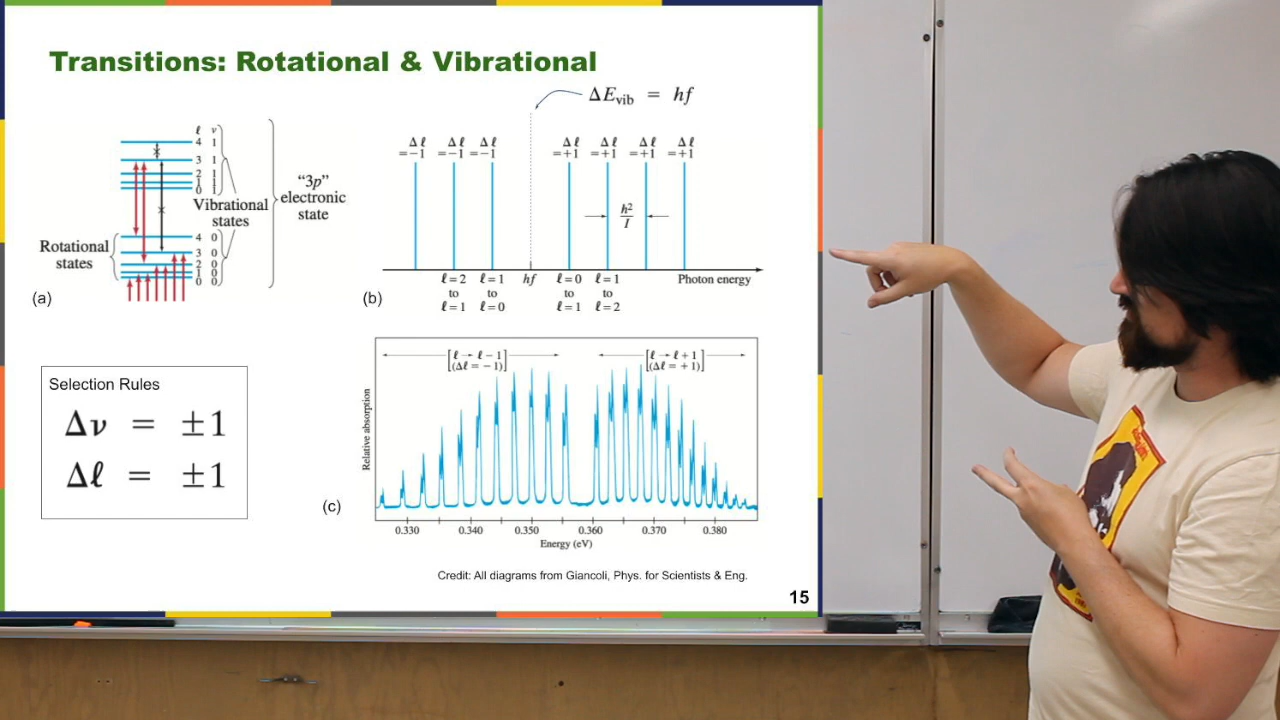 Transitions: Rotational & Vibrational
ΔE_vib = hf
ℓ ν
4 1
3 1
2 1
1 1
0 1
Vibrational
states
"3p"
electronic
state
Rotational
states
4 0
3 0
2 0
1 0
0 0
(a)
Δℓ Δℓ Δℓ Δℓ Δℓ Δℓ Δℓ
=−1 =−1 =−1 =+1 =+1 =+1 =+1
ħ²
I
ℓ=2 ℓ=1 hf ℓ=0 ℓ=1 Photon energy
to to to to
ℓ=1 ℓ=0 ℓ=1 ℓ=2
(b)
Selection Rules
Δν = ±1
Δℓ = ±1
[ℓ → ℓ − 1] [ℓ → ℓ + 1]
(Δℓ = −1) (Δℓ = +1)
Relative absorption
(c)
0.330 0.340 0.350 0.360 0.370 0.380
Energy (eV)
Credit: All diagrams from Giancoli, Phys. for Scientists & Eng.
15